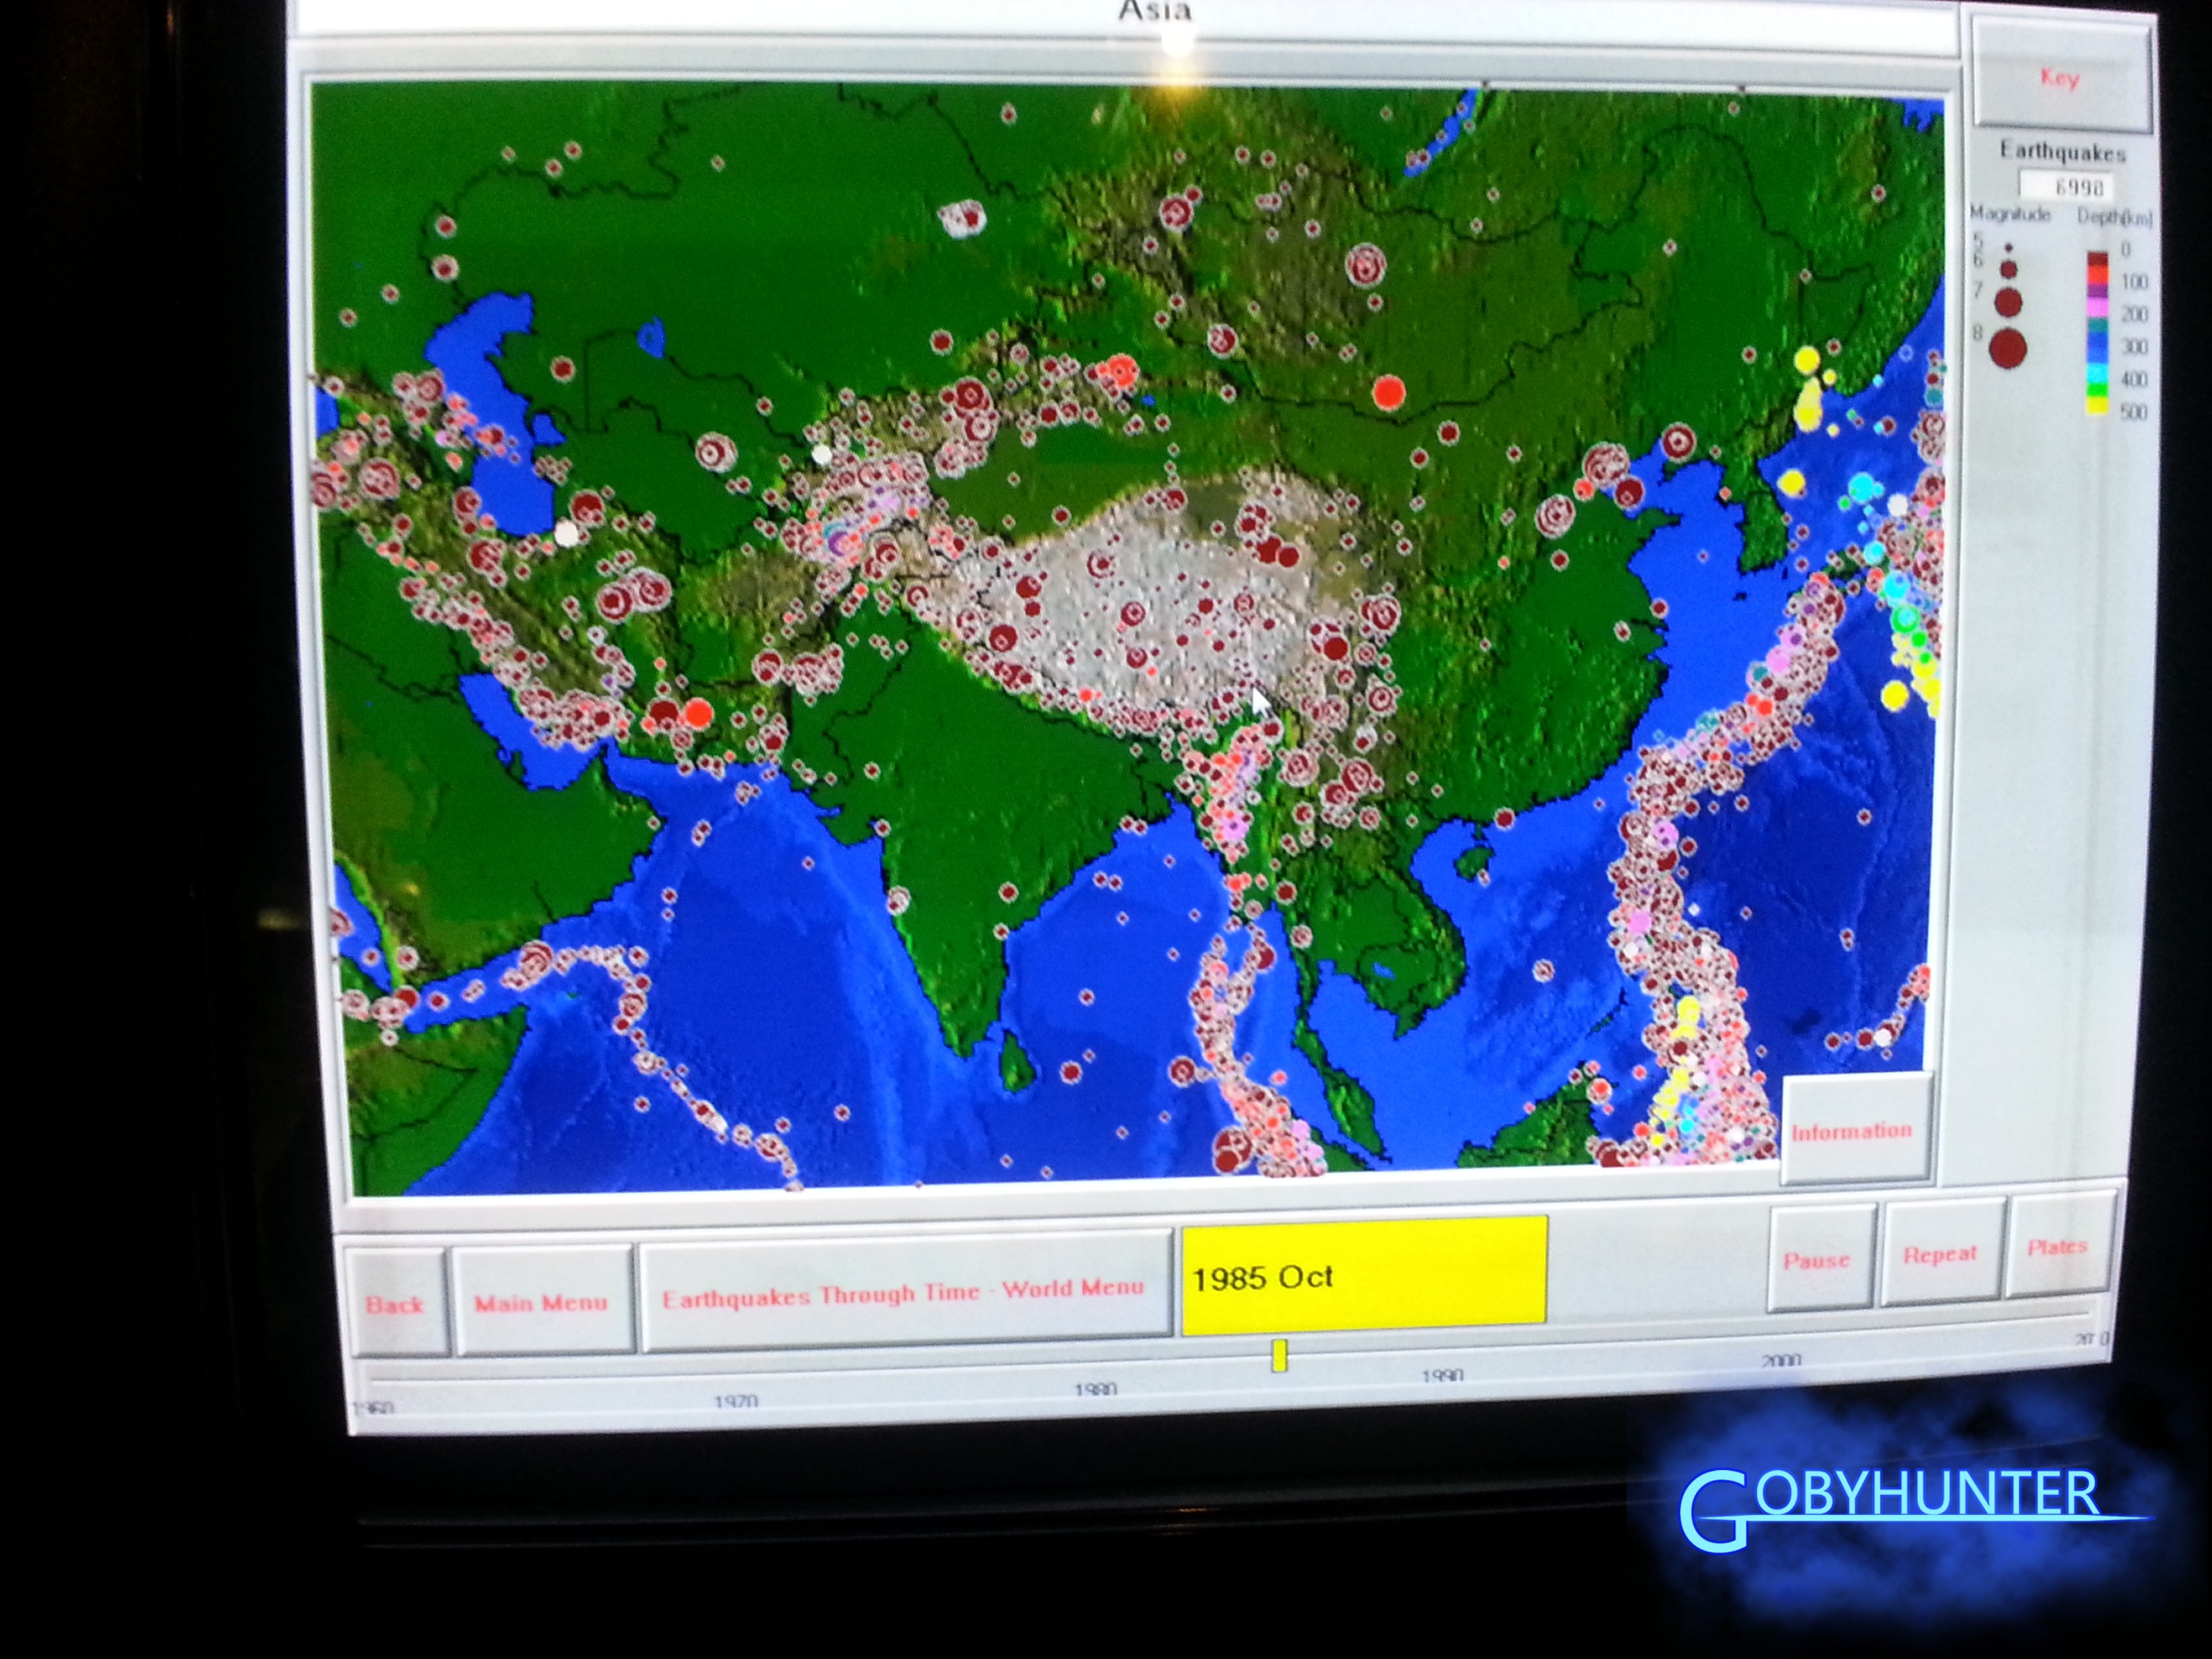 Asia
Key
Earthquakes
6998
Magnitude Depth(km)
5
6
7
8
0
100
200
300
400
500
Information
Back
Main Menu
Earthquakes Through Time - World Menu
1985 Oct
Pause
Repeat
Plates
1960
1970
1980
1990
2000
GOBYHUNTER